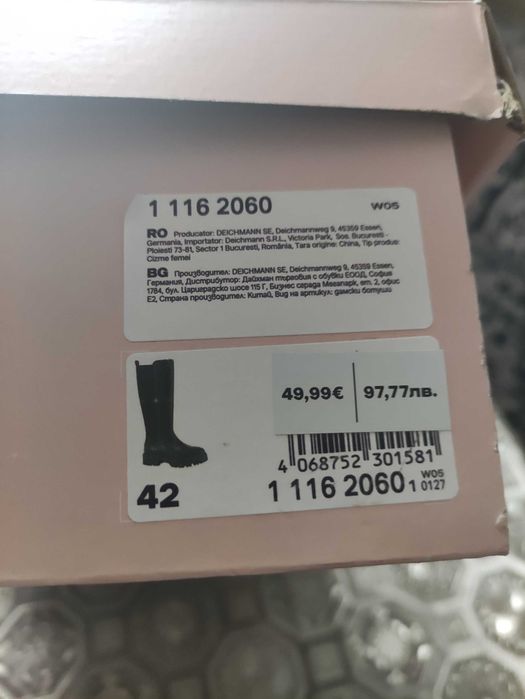 1 116 2060
W05
RO Producator: DEICHMANN SE, Deichmannweg 9, 45359 Essen,
Germania, Importator: Deichmann S.R.L., Victoria Park, Sos. Bucuresti -
Ploiesti 73-81, Sector 1 Bucuresti, România, Tara origine: China, Tip produs:
Cizme femei
BG Производител: DEICHMANN SE, Deichmannweg 9, 45359 Essen,
Германия, Дистрибутор: Дайхман търговия с обувки ЕООД, София
1784, бул. Цариградско шосе 115 Г, Бизнес сграда Мегапарк, ет. 2, офис
E2, Страна производител: Китай, Вид на артикул: дамски ботуши
49,99€ 97,77лв.
4 068752 301581
42
1 116 2060 1
W05
0127